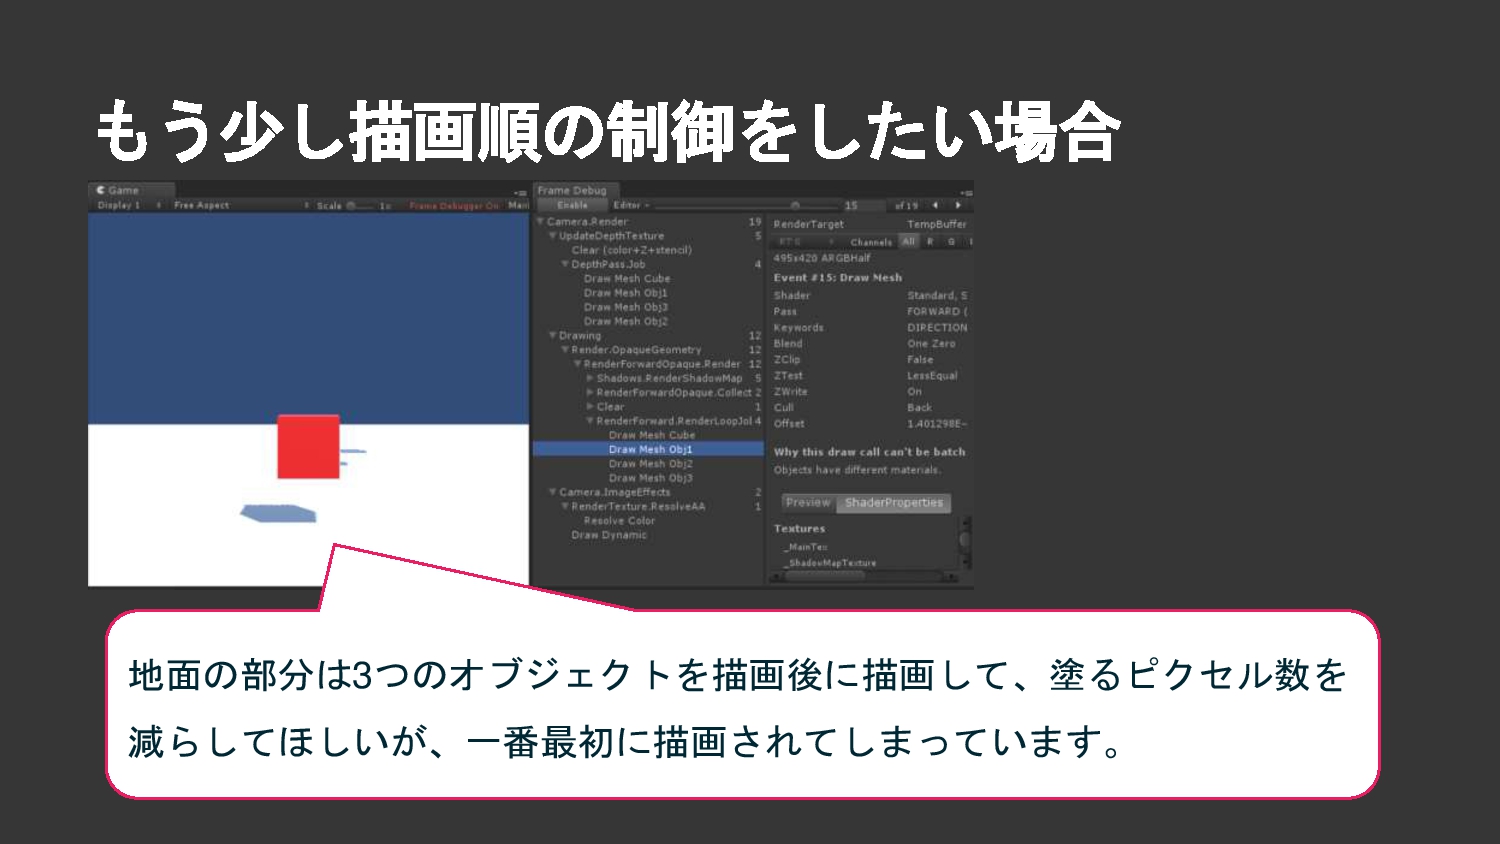 もう少し描画順の制御をしたい場合
Game
Display 1 Free Aspect Scale 1x Frame Debugger On
Frame Debug
Enable Editor 15 of 19
Camera.Render 19
UpdateDepthTexture 5
Clear (color+Z+stencil)
DepthPass.Job 4
Draw Mesh Cube
Draw Mesh Obj1
Draw Mesh Obj3
Draw Mesh Obj2
Drawing 12
Render.OpaqueGeometry 12
RenderForwardOpaque.Render 12
Shadows.RenderShadowMap 5
RenderForwardOpaque.Collect 2
Clear 1
RenderForward.RenderLoopJol 4
Draw Mesh Cube
Draw Mesh Obj1
Draw Mesh Obj2
Draw Mesh Obj3
Camera.ImageEffects 2
RenderTexture.ResolveAA 1
Resolve Color
Draw Dynamic
RenderTarget TempBuffer
RT 0 Channels All R G
495x420 ARGBHalf
Event #15: Draw Mesh
Shader Standard, S
Pass FORWARD (
Keywords DIRECTION
Blend One Zero
ZClip False
ZTest LessEqual
ZWrite On
Cull Back
Offset 1.401298E-
Why this draw call can't be batch
Objects have different materials.
Preview ShaderProperties
Textures
_MainTex
_ShadowMapTexture
地面の部分は3つのオブジェクトを描画後に描画して、塗るピクセル数を
減らしてほしいが、一番最初に描画されてしまっています。